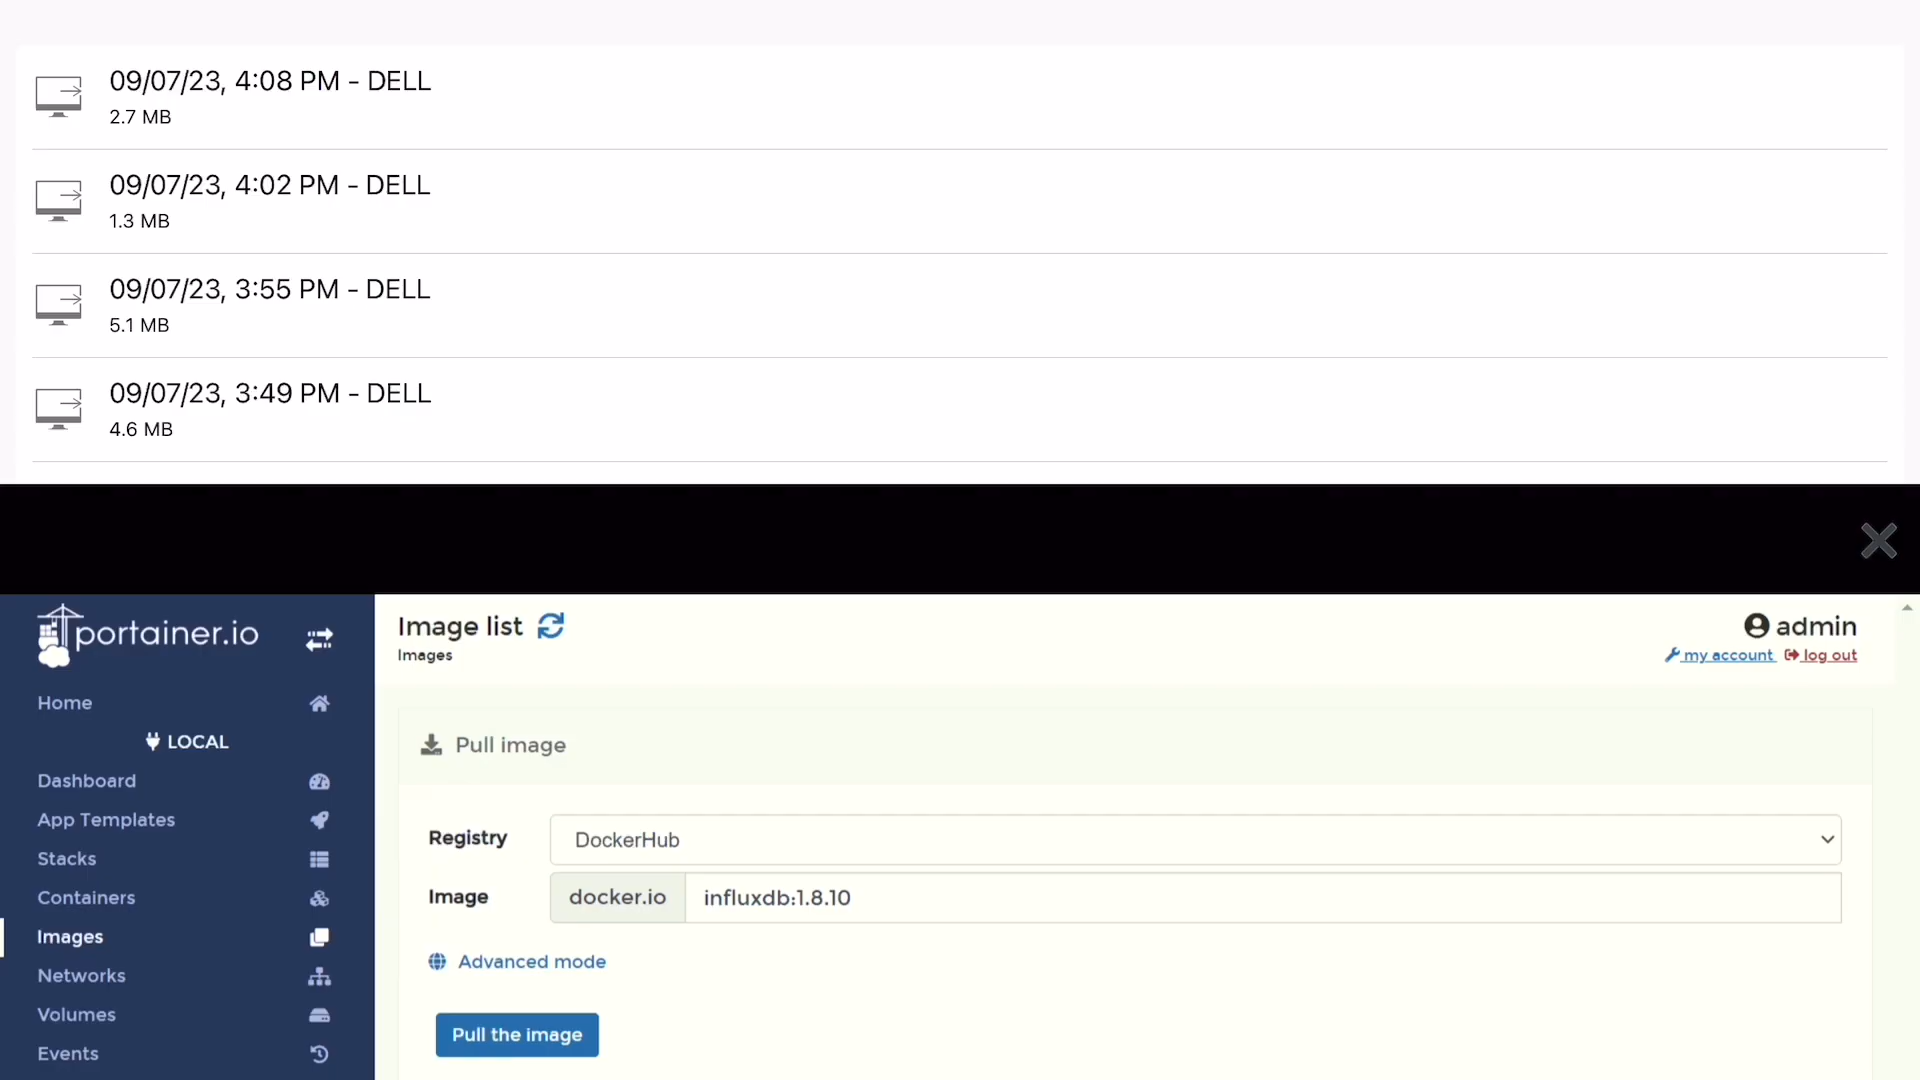 09/07/23, 4:08 PM - DELL
2.7 MB
09/07/23, 4:02 PM - DELL
1.3 MB
09/07/23, 3:55 PM - DELL
5.1 MB
09/07/23, 3:49 PM - DELL
4.6 MB
portainer.io
Home
LOCAL
Dashboard
App Templates
Stacks
Containers
Images
Networks
Volumes
Events
Image list
Images
admin
my account log out
Pull image
Registry DockerHub
Image docker.io influxdb:1.8.10
Advanced mode
Pull the image